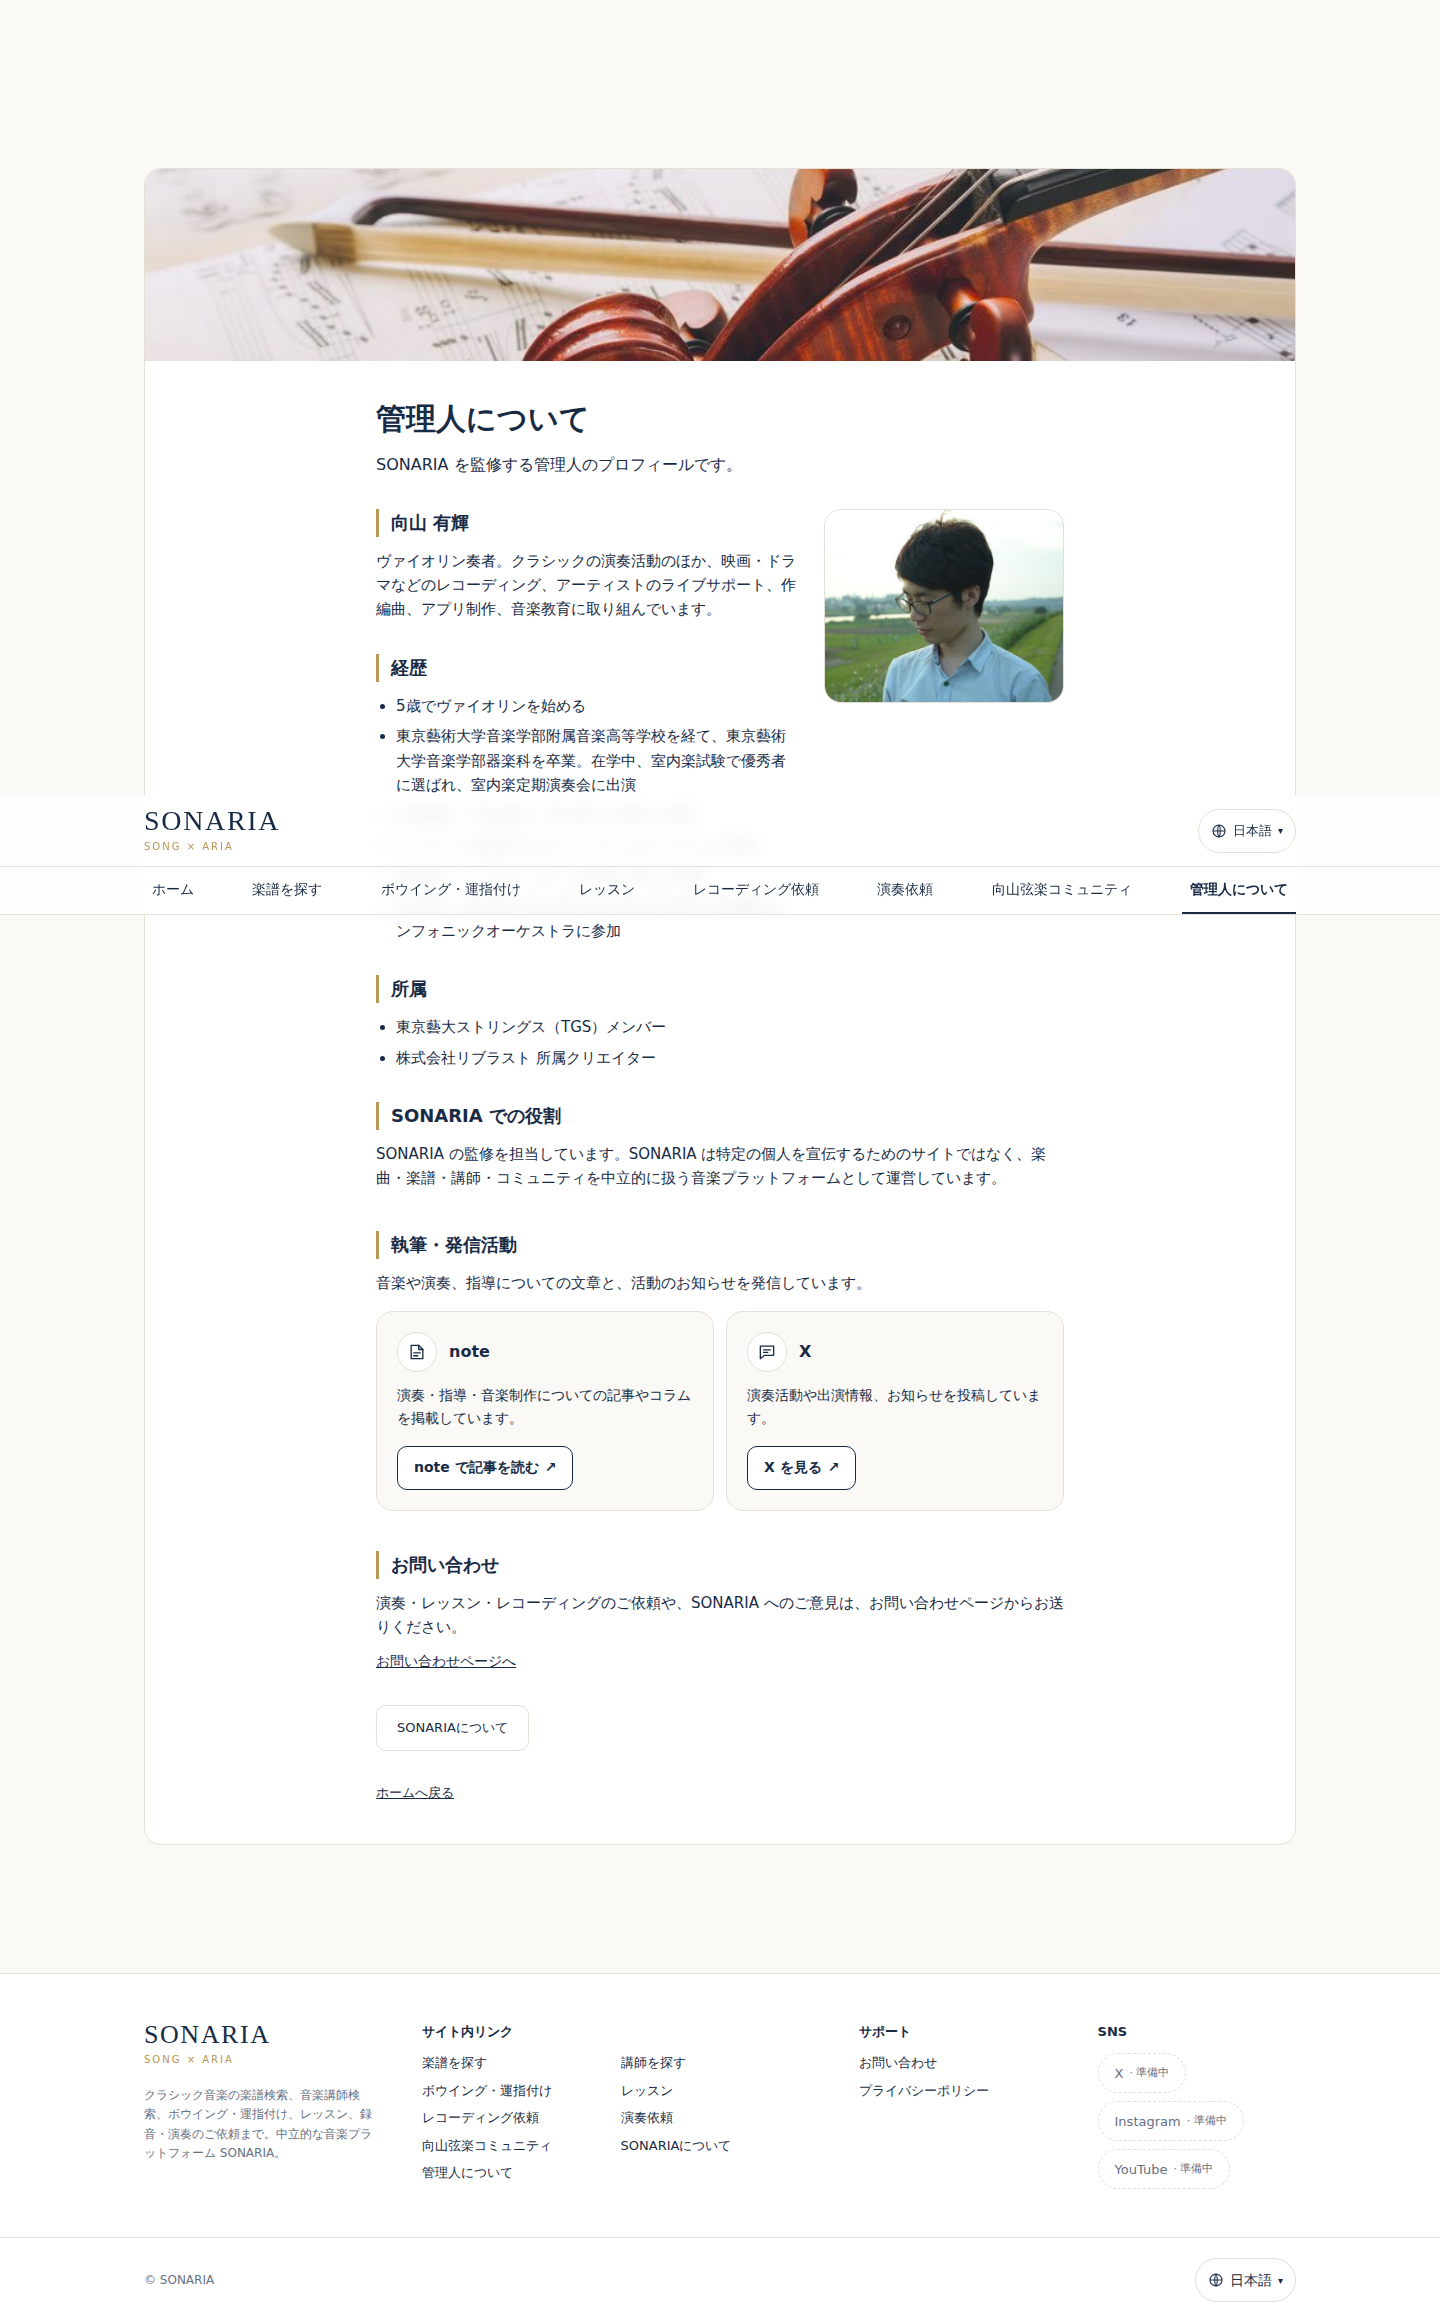 管理人について
SONARIA を監修する管理人のプロフィールです。
向山 有輝
ヴァイオリン奏者。クラシックの演奏活動のほか、映画・ドラ
マなどのレコーディング、アーティストのライブサポート、作
編曲、アプリ制作、音楽教育に取り組んでいます。
経歴
5歳でヴァイオリンを始める
東京藝術大学音楽学部附属音楽高等学校を経て、東京藝術
大学音楽学部器楽科を卒業。在学中、室内楽試験で優秀者
に選ばれ、室内楽定期演奏会に出演
SONARIA
SONG × ARIA
日本語 ▾
ホーム
楽譜を探す
ボウイング・運指付け
レッスン
レコーディング依頼
演奏依頼
向山弦楽コミュニティ
管理人について
ンフォニックオーケストラに参加
所属
東京藝大ストリングス（TGS）メンバー
株式会社リブラスト 所属クリエイター
SONARIA での役割
SONARIA の監修を担当しています。SONARIA は特定の個人を宣伝するためのサイトではなく、楽
曲・楽譜・講師・コミュニティを中立的に扱う音楽プラットフォームとして運営しています。
執筆・発信活動
音楽や演奏、指導についての文章と、活動のお知らせを発信しています。
note
演奏・指導・音楽制作についての記事やコラム
を掲載しています。
note で記事を読む ↗
X
演奏活動や出演情報、お知らせを投稿していま
す。
X を見る ↗
お問い合わせ
演奏・レッスン・レコーディングのご依頼や、SONARIA へのご意見は、お問い合わせページからお送
りください。
お問い合わせページへ
SONARIAについて
ホームへ戻る
SONARIA
SONG × ARIA
クラシック音楽の楽譜検索、音楽講師検
索、ボウイング・運指付け、レッスン、録
音・演奏のご依頼まで。中立的な音楽プラ
ットフォーム SONARIA。
サイト内リンク
楽譜を探す
ボウイング・運指付け
レコーディング依頼
向山弦楽コミュニティ
管理人について
講師を探す
レッスン
演奏依頼
SONARIAについて
サポート
お問い合わせ
プライバシーポリシー
SNS
X · 準備中
Instagram · 準備中
YouTube · 準備中
© SONARIA
日本語 ▾